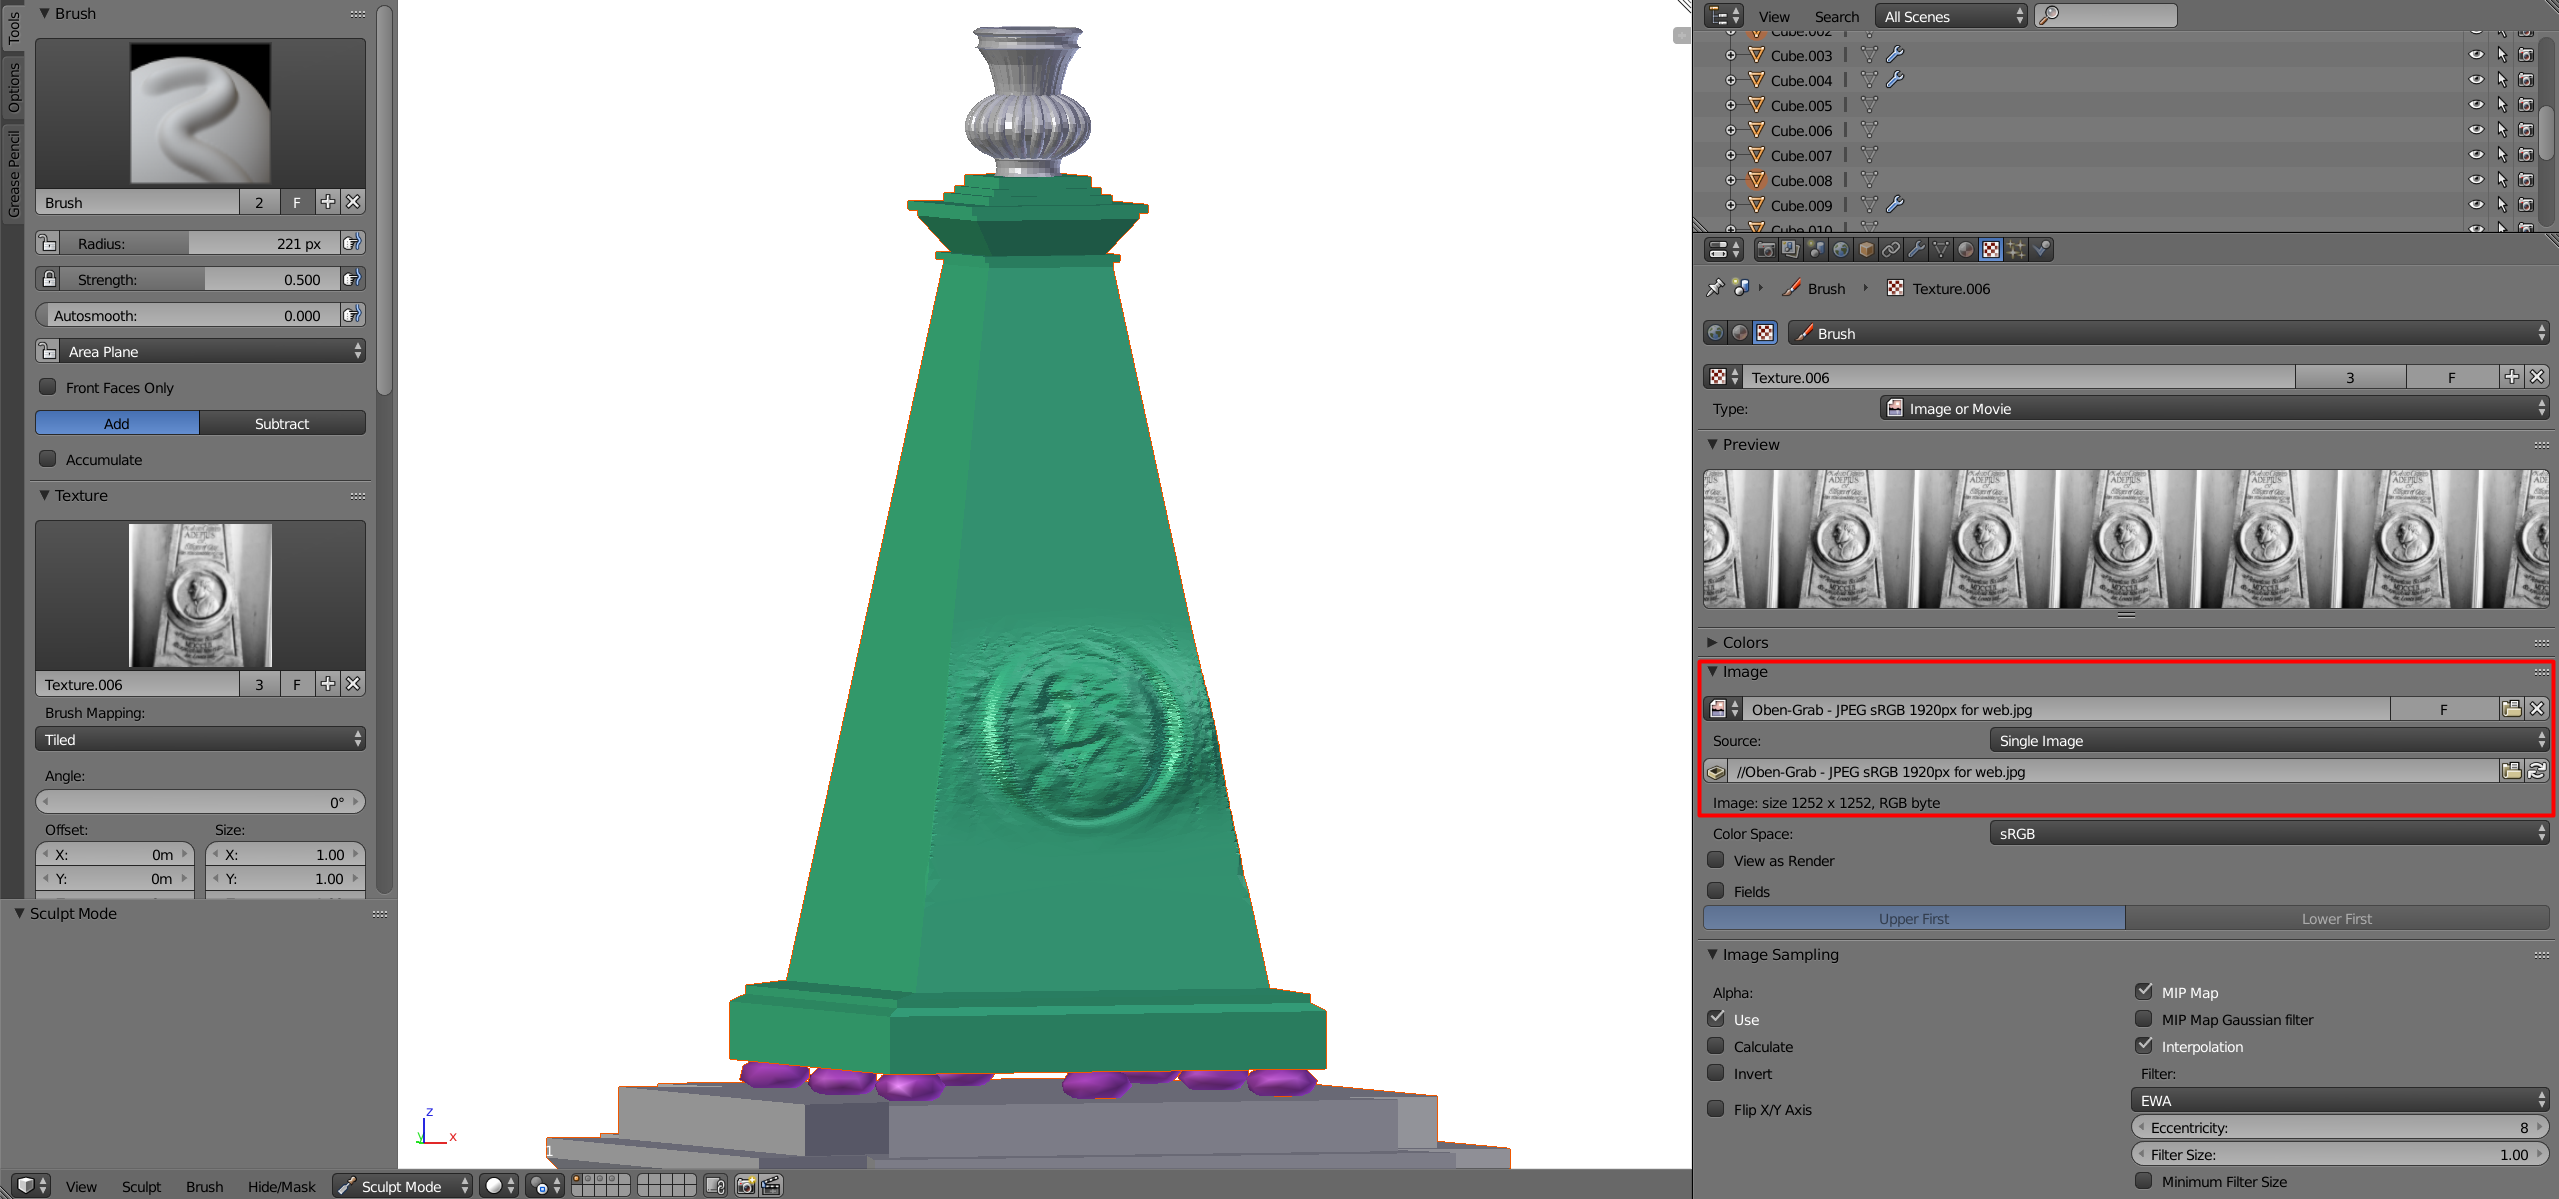 Tools
Options
Grease Pencil
Brush
Brush
2
F
Radius:
221 px
Strength:
0.500
Autosmooth:
0.000
Area Plane
Front Faces Only
Add
Subtract
Accumulate
Texture
ADEPIUS
MDCCCII
Texture.006
3
F
Brush Mapping:
Tiled
Angle:
0°
Offset:
Size:
X:
0m
X:
1.00
Y:
0m
Y:
1.00
Sculpt Mode
z
y
x
View
Sculpt
Brush
Hide/Mask
Sculpt Mode
View
Search
All Scenes
Cube.002
Cube.003
Cube.004
Cube.005
Cube.006
Cube.007
Cube.008
Cube.009
Cube.010
Brush
Texture.006
Brush
Texture.006
3
F
Type:
Image or Movie
Preview
Colors
Image
Oben-Grab - JPEG sRGB 1920px for web.jpg
F
Source:
Single Image
//Oben-Grab - JPEG sRGB 1920px for web.jpg
Image: size 1252 x 1252, RGB byte
Color Space:
sRGB
View as Render
Fields
Upper First
Lower First
Image Sampling
Alpha:
MIP Map
Use
MIP Map Gaussian filter
Calculate
Interpolation
Invert
Filter:
EWA
Flip X/Y Axis
Eccentricity:
8
Filter Size:
1.00
Minimum Filter Size